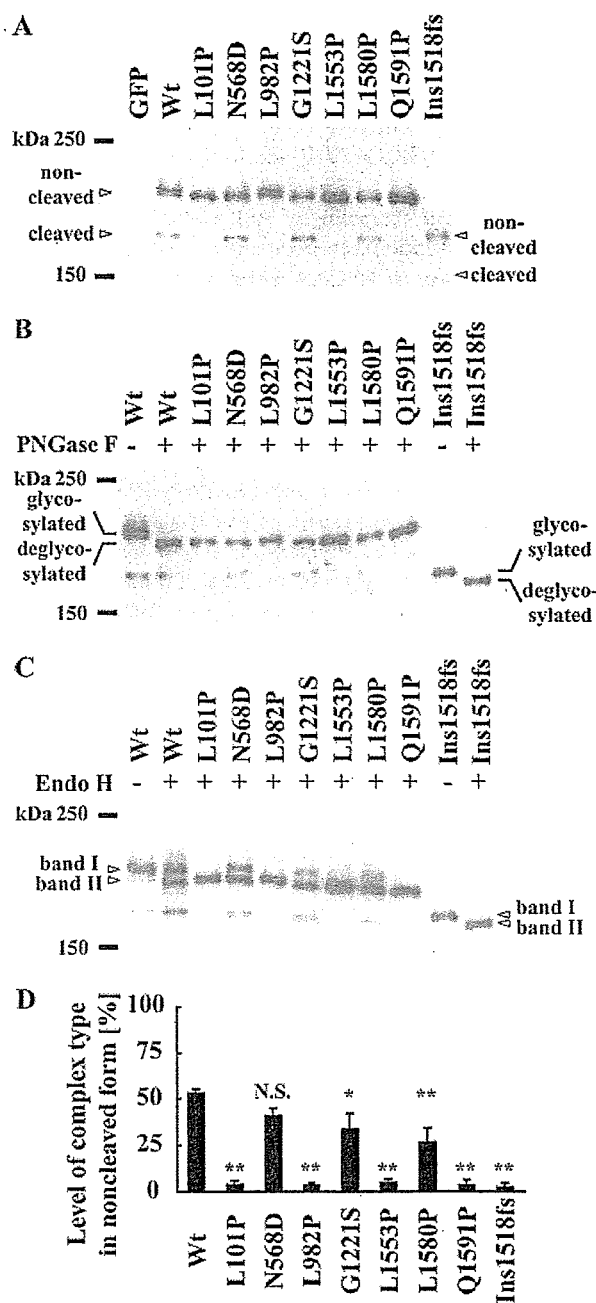 A
GFP
Wt
L101P
N568D
L982P
G1221S
L1553P
L1580P
Q1591P
Ins1518fs
kDa 250
non-
cleaved
cleaved
150
non-
cleaved
cleaved
B
Wt
Wt
L101P
N568D
L982P
G1221S
L1553P
L1580P
Q1591P
Ins1518fs
Ins1518fs
PNGase F - + + + + + + + + - +
kDa 250
glyco-
sylated
deglyco-
sylated
150
glyco-
sylated
deglyco-
sylated
C
Wt
Wt
L101P
N568D
L982P
G1221S
L1553P
L1580P
Q1591P
Ins1518fs
Ins1518fs
Endo H - + + + + + + + + - +
kDa 250
band I
band II
150
band I
band II
D
Level of complex type
in noncleaved form [%]
100
75
50
25
0
** N.S. ** * ** ** ** **
Wt
L101P
N568D
L982P
G1221S
L1553P
L1580P
Q1591P
Ins1518fs